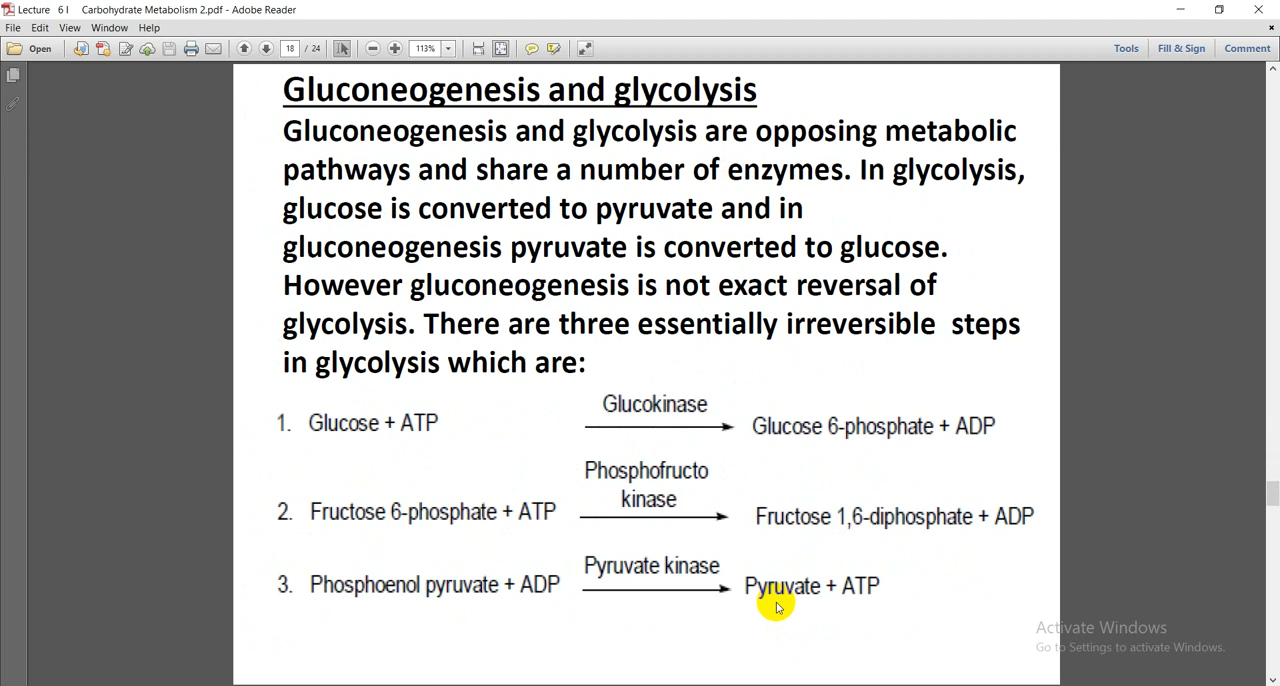 Lecture 6 I Carbohydrate Metabolism 2.pdf - Adobe Reader
File Edit View Window Help
Open 18 / 24 113% Tools Fill & Sign Comment
Gluconeogenesis and glycolysis
Gluconeogenesis and glycolysis are opposing metabolic
pathways and share a number of enzymes. In glycolysis,
glucose is converted to pyruvate and in
gluconeogenesis pyruvate is converted to glucose.
However gluconeogenesis is not exact reversal of
glycolysis. There are three essentially irreversible steps
in glycolysis which are:
Glucokinase
1. Glucose + ATP Glucose 6-phosphate + ADP
Phosphofructo
kinase
2. Fructose 6-phosphate + ATP Fructose 1,6-diphosphate + ADP
Pyruvate kinase
3. Phosphoenol pyruvate + ADP Pyruvate + ATP
Activate Windows
Go to Settings to activate Windows.